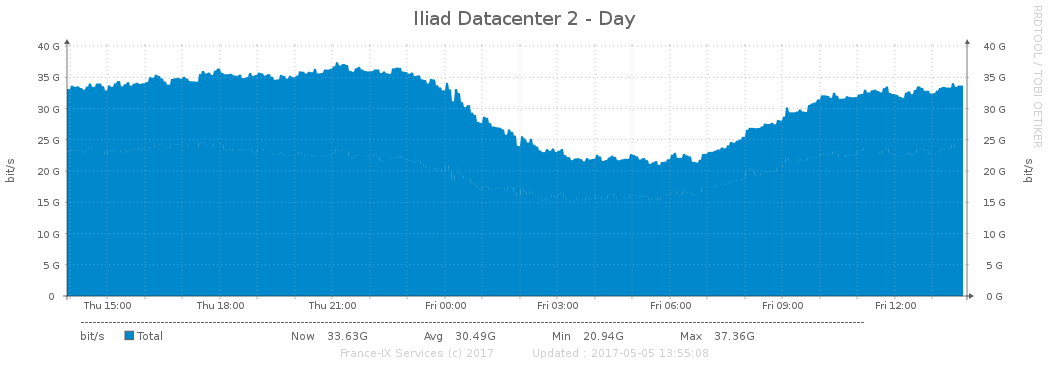 Iliad Datacenter 2 - Day
RRDTOOL / TOBI OETIKER
bit/s
40 G
35 G
30 G
25 G
20 G
15 G
10 G
5 G
0
40 G
35 G
30 G
25 G
20 G
15 G
10 G
5 G
0 G
bit/s
Thu 15:00 Thu 18:00 Thu 21:00 Fri 00:00 Fri 03:00 Fri 06:00 Fri 09:00 Fri 12:00
bit/s Total Now 33.63G Avg 30.49G Min 20.94G Max 37.36G
France-IX Services (c) 2017 Updated : 2017-05-05 13:55:08